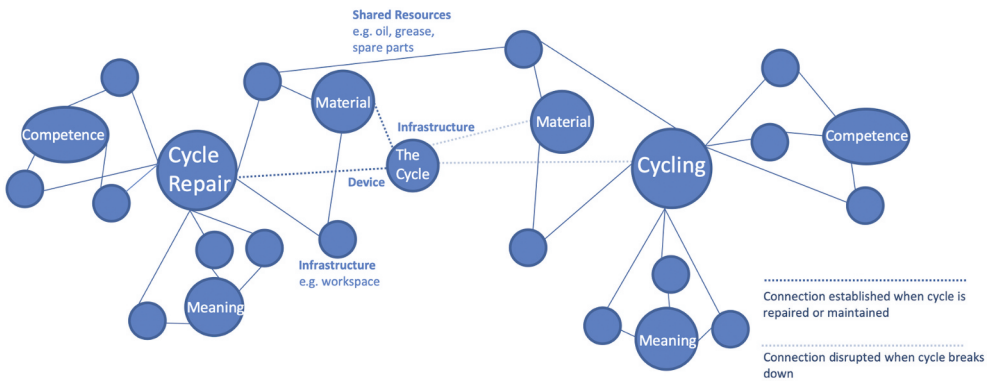 Shared Resources
e.g. oil, grease,
spare parts
Material
Infrastructure
Material
Competence
Competence
Cycle
Repair
The
Cycle
Cycling
Device
Infrastructure
e.g. workspace
Meaning
Meaning
Connection established when cycle is
repaired or maintained
Connection disrupted when cycle breaks
down